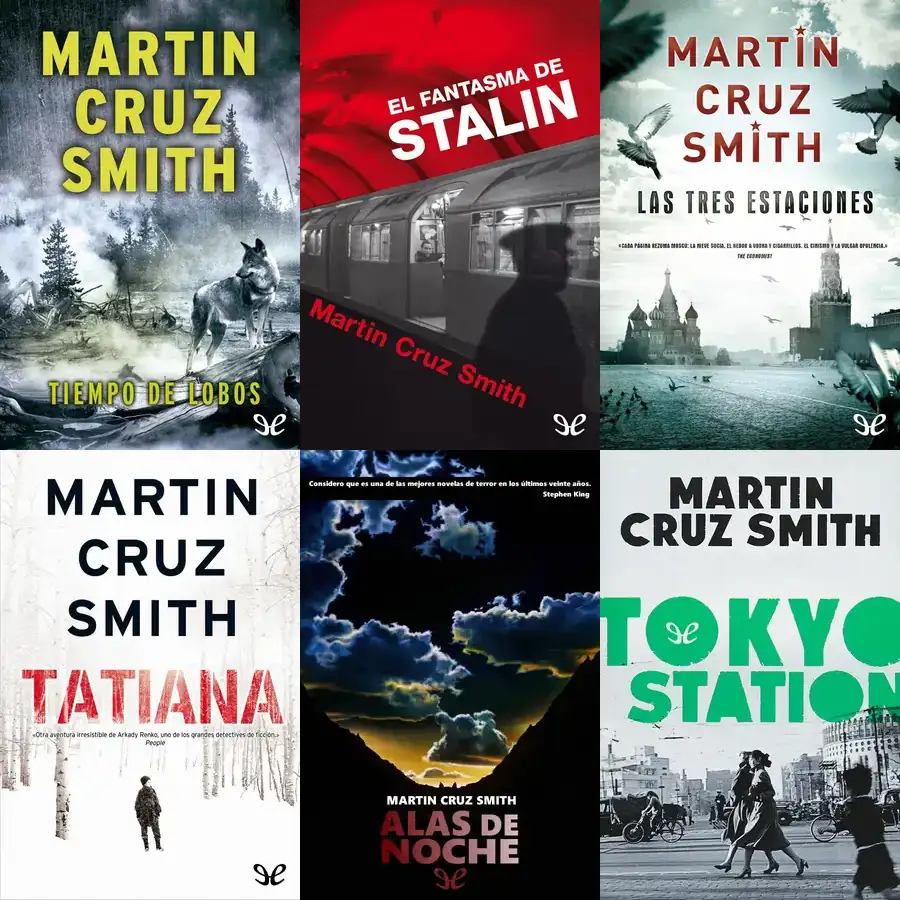 MARTIN
CRUZ
SMITH
TIEMPO DE LOBOS
EL FANTASMA DE
STALIN
Martin Cruz Smith
MARTIN
CRUZ
SMITH
LAS TRES ESTACIONES
«CADA PÁGINA REZUMA MOSCÚ: LA NIEVE SUCIA, EL HEDOR A VODKA Y CIGARRILLOS, EL CINISMO Y LA VULGAR OPULENCIA.»
THE ECONOMIST
MARTIN
CRUZ
SMITH
TATIANA
«Otra aventura irresistible de Arkady Renko, uno de los grandes detectives de ficción.»
People
Considero que es una de las mejores novelas de terror en los últimos veinte años.
Stephen King
MARTIN CRUZ SMITH
ALAS DE
NOCHE
MARTIN
CRUZ SMITH
TOKYO
STATION